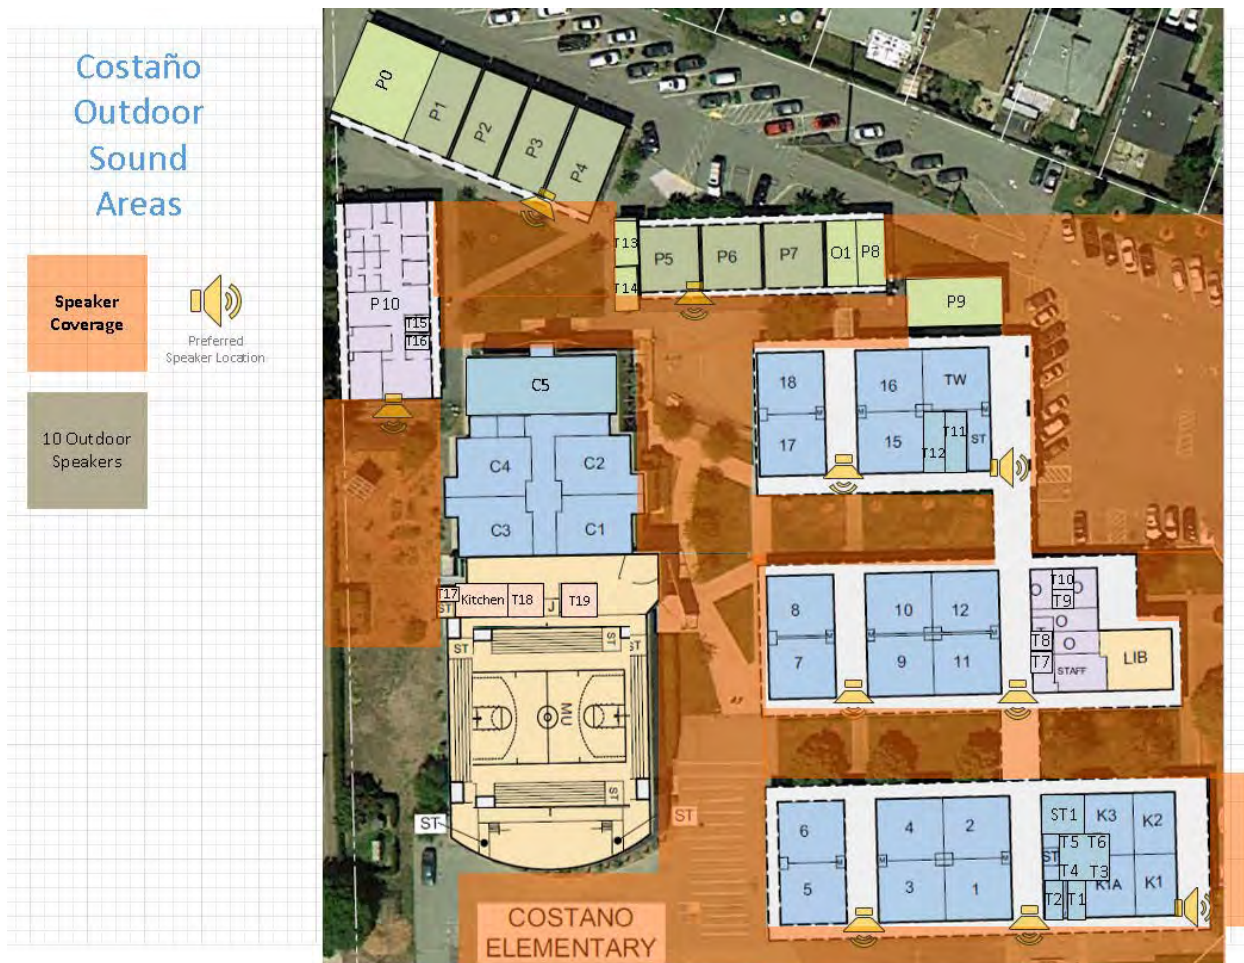 Costaño
Outdoor
Sound
Areas
Speaker
Coverage
Preferred
Speaker Location
10 Outdoor
Speakers
P0
P1
P2
P3
P4
T13
T14
P5
P6
P7
O1
P8
P9
P 10
T15
T16
C5
C4
C2
C3
C1
18
17
16
TW
15
T12
T11
ST
T17
ST
Kitchen
T18
J
T19
ST
ST
ST
MU
ST
ST
ST
8
7
10
12
9
11
T10
O
O
T9
O
T8
O
T7
STAFF
LIB
6
5
4
2
3
1
ST1
K3
K2
ST
T5
T6
T4
T3
T2
T1
K1A
K1
COSTANO
ELEMENTARY